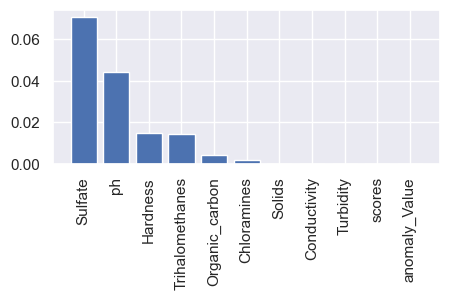 0.06
0.04
0.02
0.00
Sulfate
ph
Hardness
Trihalomethanes
Organic_carbon
Chloramines
Solids
Conductivity
Turbidity
scores
anomaly_Value